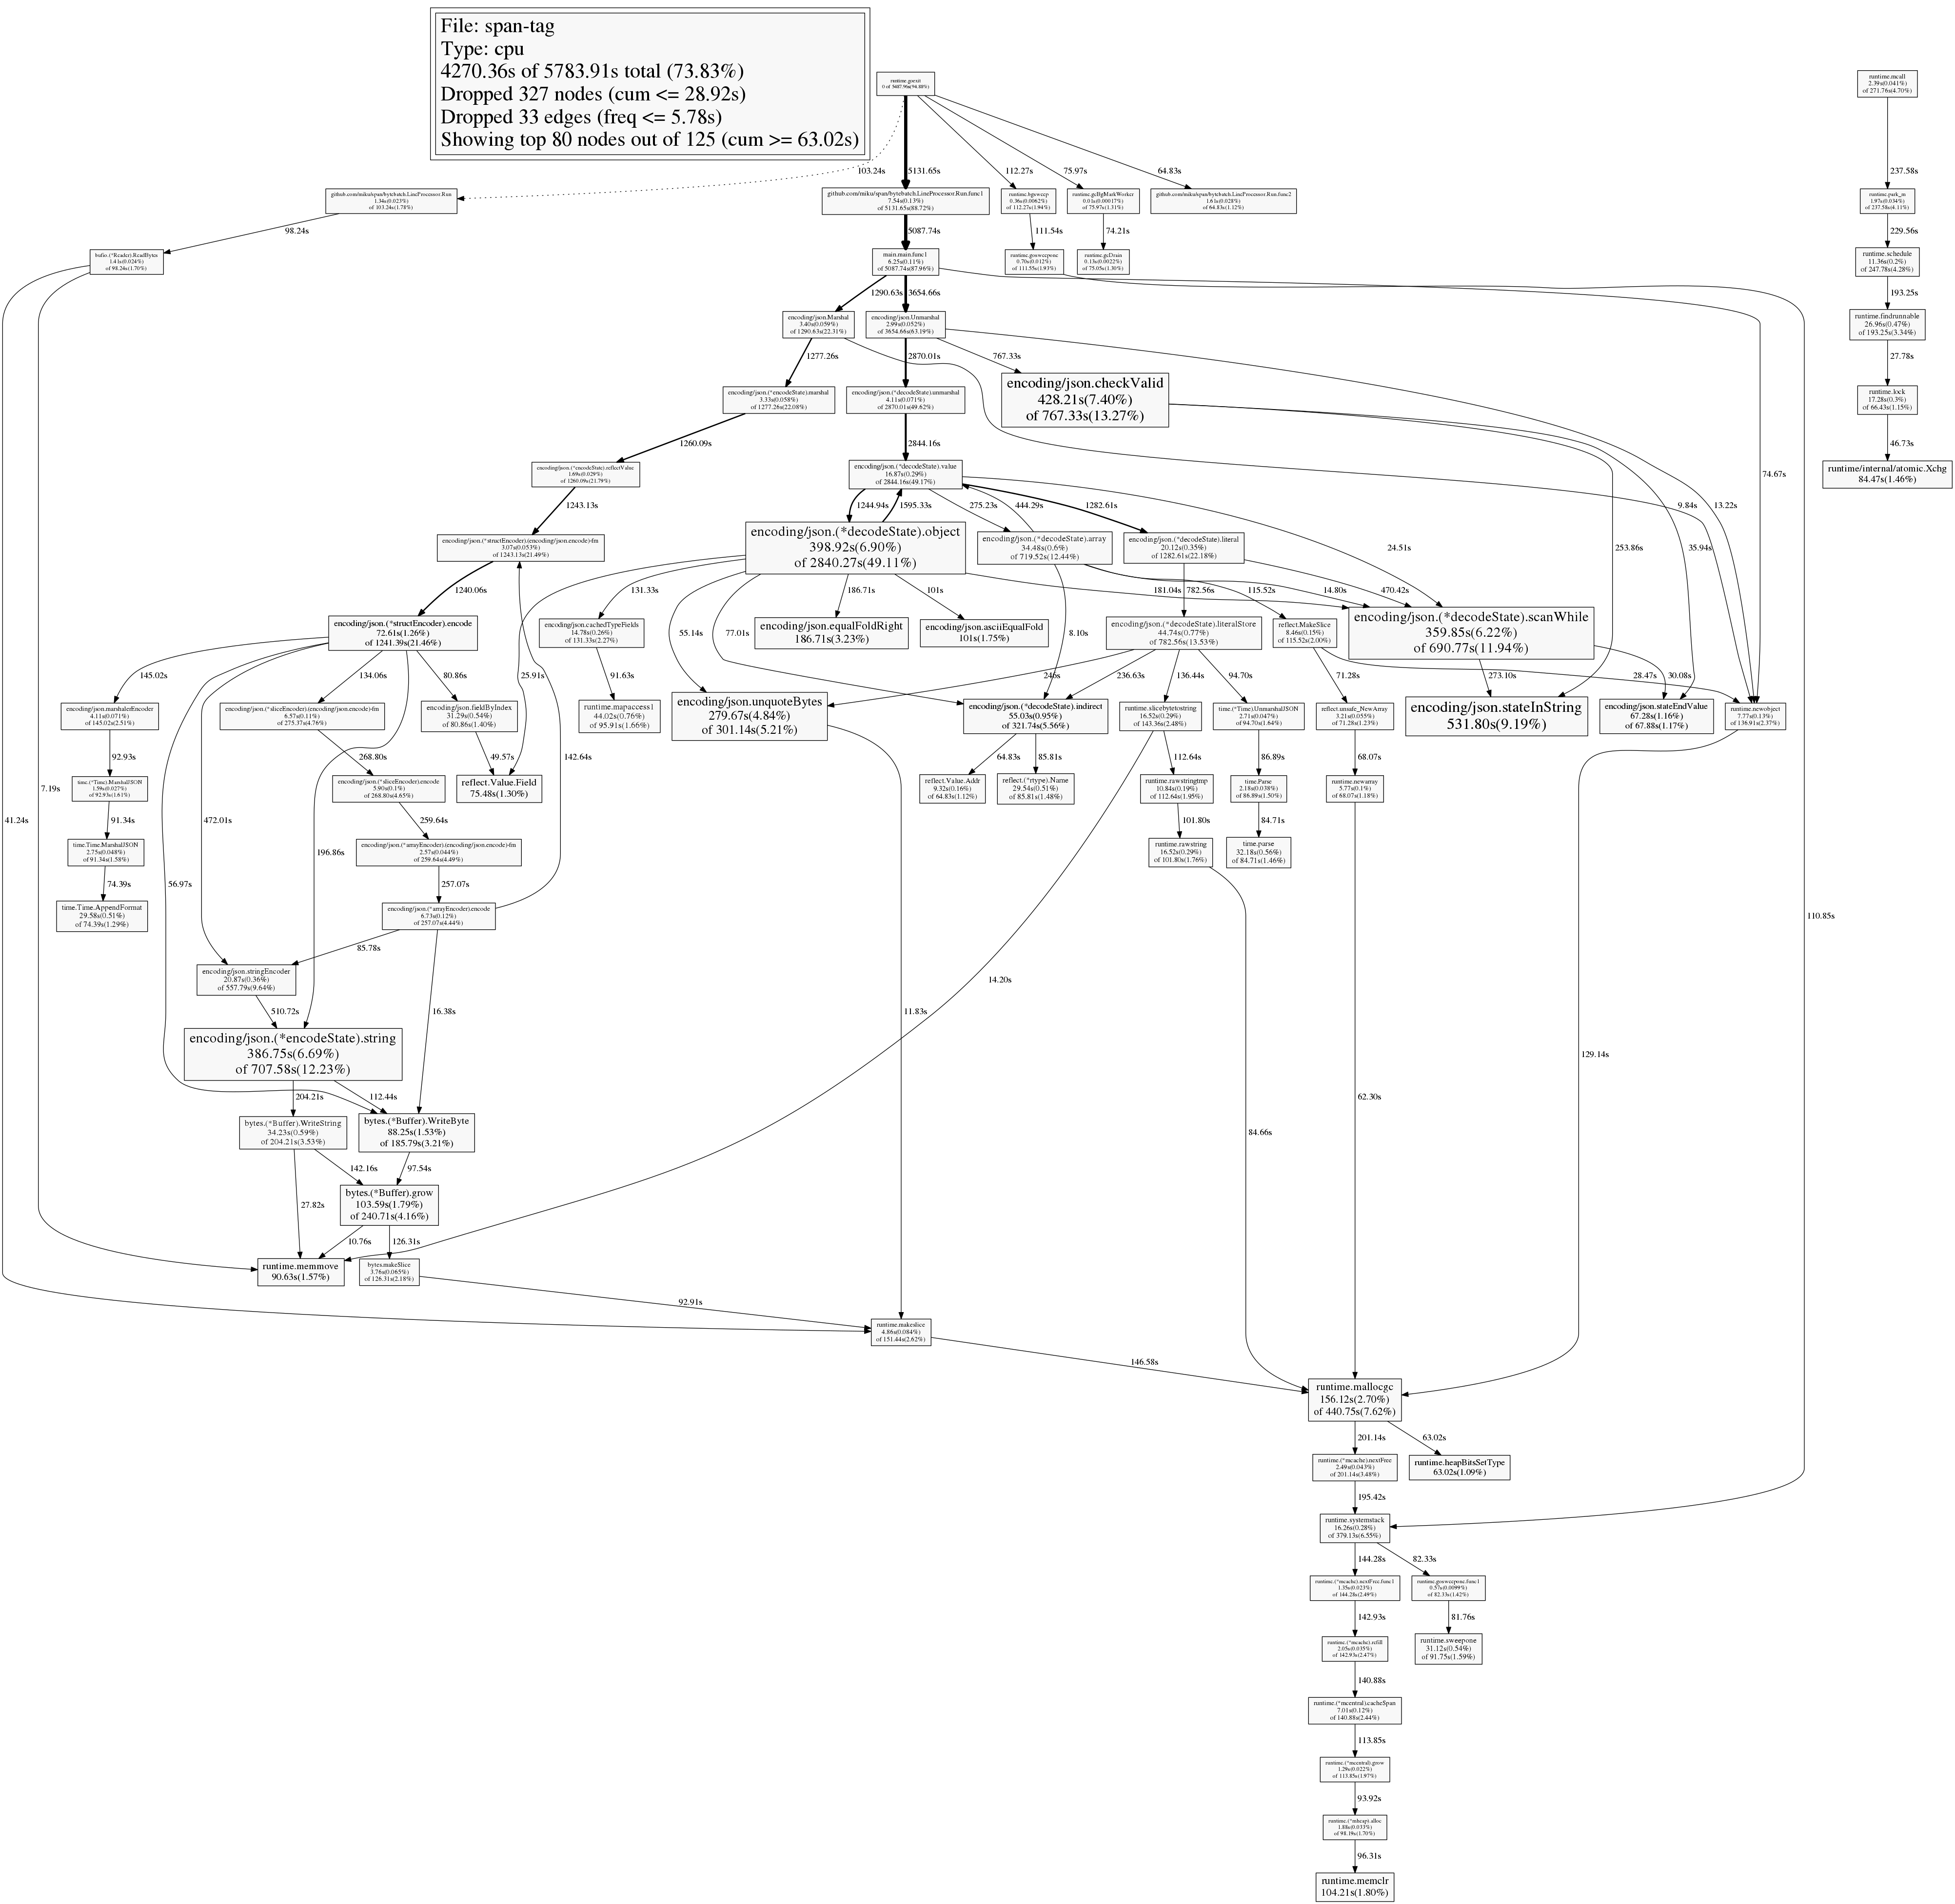 File: span-tag
Type: cpu
4270.36s of 5783.91s total (73.83%)
Dropped 327 nodes (cum <= 28.92s)
Dropped 33 edges (freq <= 5.78s)
Showing top 80 nodes out of 125 (cum >= 63.02s)
runtime.goexit
0 of 5487.96s(94.88%)
runtime.mcall
2.39s(0.041%)
of 271.76s(4.70%)
103.24s
5131.65s
112.27s
75.97s
64.83s
237.58s
github.com/miku/span/bytebatch.LineProcessor.Run
1.34s(0.023%)
of 103.24s(1.78%)
github.com/miku/span/bytebatch.LineProcessor.Run.func1
7.54s(0.13%)
of 5131.65s(88.72%)
runtime.bgsweep
0.36s(0.0062%)
of 112.27s(1.94%)
runtime.gcBgMarkWorker
0.01s(0.00017%)
of 75.97s(1.31%)
github.com/miku/span/bytebatch.LineProcessor.Run.func2
1.61s(0.028%)
of 64.83s(1.12%)
runtime.park_m
1.97s(0.034%)
of 237.58s(4.11%)
98.24s
5087.74s
111.54s
74.21s
229.56s
bufio.(*Reader).ReadBytes
1.41s(0.024%)
of 98.24s(1.70%)
main.main.func1
6.25s(0.11%)
of 5087.74s(87.96%)
runtime.gosweepone
0.70s(0.012%)
of 111.55s(1.93%)
runtime.gcDrain
0.13s(0.0022%)
of 75.05s(1.30%)
runtime.schedule
11.36s(0.2%)
of 247.78s(4.28%)
1290.63s
3654.66s
193.25s
encoding/json.Marshal
3.40s(0.059%)
of 1290.63s(22.31%)
encoding/json.Unmarshal
2.99s(0.052%)
of 3654.66s(63.19%)
runtime.findrunnable
26.96s(0.47%)
of 193.25s(3.34%)
1277.26s
2870.01s
767.33s
27.78s
encoding/json.(*encodeState).marshal
3.33s(0.058%)
of 1277.26s(22.08%)
encoding/json.(*decodeState).unmarshal
4.11s(0.071%)
of 2870.01s(49.62%)
encoding/json.checkValid
428.21s(7.40%)
of 767.33s(13.27%)
runtime.lock
17.28s(0.3%)
of 66.43s(1.15%)
1260.09s
2844.16s
46.73s
encoding/json.(*encodeState).reflectValue
1.69s(0.029%)
of 1260.09s(21.79%)
encoding/json.(*decodeState).value
16.87s(0.29%)
of 2844.16s(49.17%)
74.67s
runtime/internal/atomic.Xchg
84.47s(1.46%)
1243.13s
1244.94s
1595.33s
275.23s
444.29s
1282.61s
9.84s
13.22s
encoding/json.(*structEncoder).(encoding/json.encode)-fm
3.07s(0.053%)
of 1243.13s(21.49%)
encoding/json.(*decodeState).object
398.92s(6.90%)
of 2840.27s(49.11%)
encoding/json.(*decodeState).array
34.48s(0.6%)
of 719.52s(12.44%)
encoding/json.(*decodeState).literal
20.12s(0.35%)
of 1282.61s(22.18%)
24.51s
253.86s
35.94s
1240.06s
131.33s
186.71s
101s
181.04s
782.56s
115.52s
14.80s
470.42s
encoding/json.(*structEncoder).encode
72.61s(1.26%)
of 1241.39s(21.46%)
encoding/json.cachedTypeFields
14.78s(0.26%)
of 131.33s(2.27%)
55.14s
77.01s
encoding/json.equalFoldRight
186.71s(3.23%)
encoding/json.asciiEqualFold
101s(1.75%)
8.10s
encoding/json.(*decodeState).literalStore
44.74s(0.77%)
of 782.56s(13.53%)
reflect.MakeSlice
8.46s(0.15%)
of 115.52s(2.00%)
encoding/json.(*decodeState).scanWhile
359.85s(6.22%)
of 690.77s(11.94%)
145.02s
134.06s
80.86s
25.91s
91.63s
246s
236.63s
136.44s
94.70s
71.28s
273.10s
28.47s
30.08s
encoding/json.marshalerEncoder
4.11s(0.071%)
of 145.02s(2.51%)
encoding/json.(*sliceEncoder).(encoding/json.encode)-fm
6.57s(0.11%)
of 275.37s(4.76%)
encoding/json.fieldByIndex
31.29s(0.54%)
of 80.86s(1.40%)
runtime.mapaccess1
44.02s(0.76%)
of 95.91s(1.66%)
encoding/json.unquoteBytes
279.67s(4.84%)
of 301.14s(5.21%)
encoding/json.(*decodeState).indirect
55.03s(0.95%)
of 321.74s(5.56%)
runtime.slicebytetostring
16.52s(0.29%)
of 143.36s(2.48%)
time.(*Time).UnmarshalJSON
2.71s(0.047%)
of 94.70s(1.64%)
reflect.unsafe_NewArray
3.21s(0.055%)
of 71.28s(1.23%)
encoding/json.stateInString
531.80s(9.19%)
encoding/json.stateEndValue
67.28s(1.16%)
of 67.88s(1.17%)
runtime.newobject
7.77s(0.13%)
of 136.91s(2.37%)
92.93s
268.80s
49.57s
142.64s
64.83s
85.81s
112.64s
86.89s
68.07s
time.(*Time).MarshalJSON
1.59s(0.027%)
of 92.93s(1.61%)
encoding/json.(*sliceEncoder).encode
5.90s(0.1%)
of 268.80s(4.65%)
reflect.Value.Field
75.48s(1.30%)
reflect.Value.Addr
9.32s(0.16%)
of 64.83s(1.12%)
reflect.(*rtype).Name
29.54s(0.51%)
of 85.81s(1.48%)
runtime.rawstringtmp
10.84s(0.19%)
of 112.64s(1.95%)
time.Parse
2.18s(0.038%)
of 86.89s(1.50%)
runtime.newarray
5.77s(0.1%)
of 68.07s(1.18%)
7.19s
41.24s
91.34s
472.01s
259.64s
101.80s
84.71s
time.Time.MarshalJSON
2.75s(0.048%)
of 91.34s(1.58%)
196.86s
encoding/json.(*arrayEncoder).(encoding/json.encode)-fm
2.57s(0.044%)
of 259.64s(4.49%)
runtime.rawstring
16.52s(0.29%)
of 101.80s(1.76%)
time.parse
32.18s(0.56%)
of 84.71s(1.46%)
74.39s
56.97s
257.07s
time.Time.AppendFormat
29.58s(0.51%)
of 74.39s(1.29%)
encoding/json.(*arrayEncoder).encode
6.73s(0.12%)
of 257.07s(4.44%)
110.85s
85.78s
encoding/json.stringEncoder
20.87s(0.36%)
of 557.79s(9.64%)
14.20s
510.72s
16.38s
11.83s
encoding/json.(*encodeState).string
386.75s(6.69%)
of 707.58s(12.23%)
129.14s
204.21s
112.44s
62.30s
bytes.(*Buffer).WriteString
34.23s(0.59%)
of 204.21s(3.53%)
bytes.(*Buffer).WriteByte
88.25s(1.53%)
of 185.79s(3.21%)
84.66s
142.16s
97.54s
27.82s
bytes.(*Buffer).grow
103.59s(1.79%)
of 240.71s(4.16%)
10.76s
126.31s
runtime.memmove
90.63s(1.57%)
bytes.makeSlice
3.76s(0.065%)
of 126.31s(2.18%)
92.91s
runtime.makeslice
4.86s(0.084%)
of 151.44s(2.62%)
146.58s
runtime.mallocgc
156.12s(2.70%)
of 440.75s(7.62%)
201.14s
63.02s
runtime.(*mcache).nextFree
2.49s(0.043%)
of 201.14s(3.48%)
runtime.heapBitsSetType
63.02s(1.09%)
195.42s
runtime.systemstack
16.26s(0.28%)
of 379.13s(6.55%)
144.28s
82.33s
runtime.(*mcache).nextFree.func1
1.35s(0.023%)
of 144.28s(2.49%)
runtime.gosweepone.func1
0.57s(0.0099%)
of 82.33s(1.42%)
142.93s
81.76s
runtime.(*mcache).refill
2.05s(0.035%)
of 142.93s(2.47%)
runtime.sweepone
31.12s(0.54%)
of 91.75s(1.59%)
140.88s
runtime.(*mcentral).cacheSpan
7.01s(0.12%)
of 140.88s(2.44%)
113.85s
runtime.(*mcentral).grow
1.29s(0.022%)
of 113.85s(1.97%)
93.92s
runtime.(*mheap).alloc
1.88s(0.033%)
of 98.19s(1.70%)
96.31s
runtime.memclr
104.21s(1.80%)